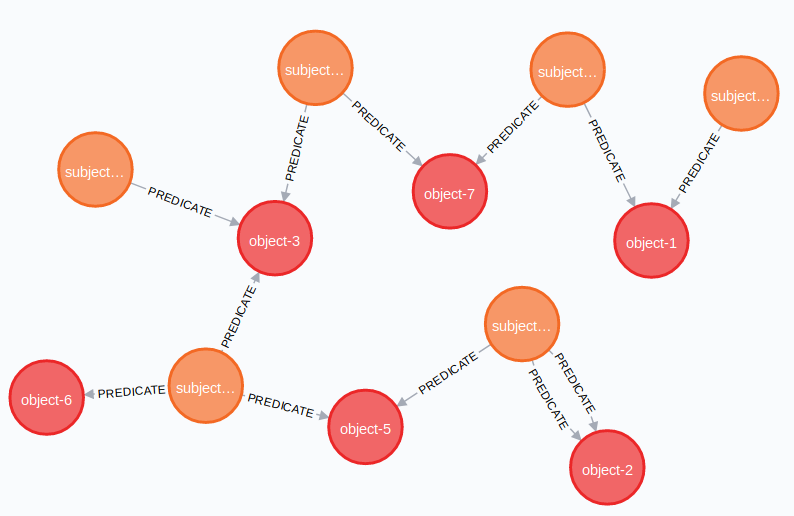 subject…
subject…
subject…
PREDICATE
PREDICATE
PREDICATE
PREDICATE
PREDICATE
subject…
PREDICATE
object-7
object-3
object-1
PREDICATE
subject…
PREDICATE
PREDICATE
PREDICATE
PREDICATE
subject…
object-6
PREDICATE
object-5
object-2